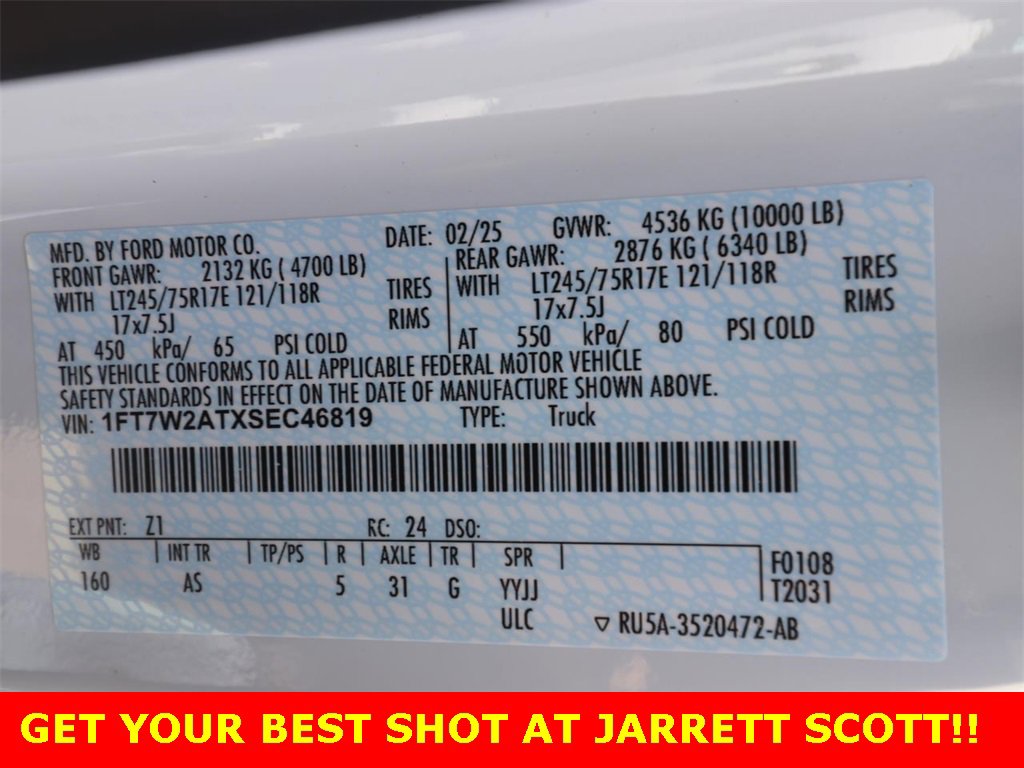 MFD. BY FORD MOTOR CO. DATE: 02/25 GVWR: 4536 KG (10000 LB)
FRONT GAWR: 2132 KG ( 4700 LB) REAR GAWR: 2876 KG ( 6340 LB)
WITH LT245/75R17E 121/118R TIRES WITH LT245/75R17E 121/118R TIRES
17x7.5J RIMS 17x7.5J RIMS
AT 450 kPa/ 65 PSI COLD AT 550 kPa/ 80 PSI COLD
THIS VEHICLE CONFORMS TO ALL APPLICABLE FEDERAL MOTOR VEHICLE
SAFETY STANDARDS IN EFFECT ON THE DATE OF MANUFACTURE SHOWN ABOVE.
VIN: 1FT7W2ATXSEC46819 TYPE: Truck
EXT PNT: Z1 RC: 24 DSO:
WB INT TR TP/PS R AXLE TR SPR F0108
160 AS 5 31 G YYJJ T2031
ULC ▽ RU5A-3520472-AB
GET YOUR BEST SHOT AT JARRETT SCOTT!!